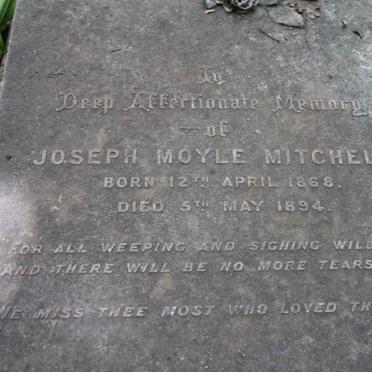 In
Deep Affectionate Memory
— of
JOSEPH MOYLE MITCHEL
BORN 12TH APRIL 1868.
DIED 5TH MAY 1894.
FOR ALL WEEPING AND SIGHING WILL
AND THERE WILL BE NO MORE TEARS
WE MISS THEE MOST WHO LOVED TH